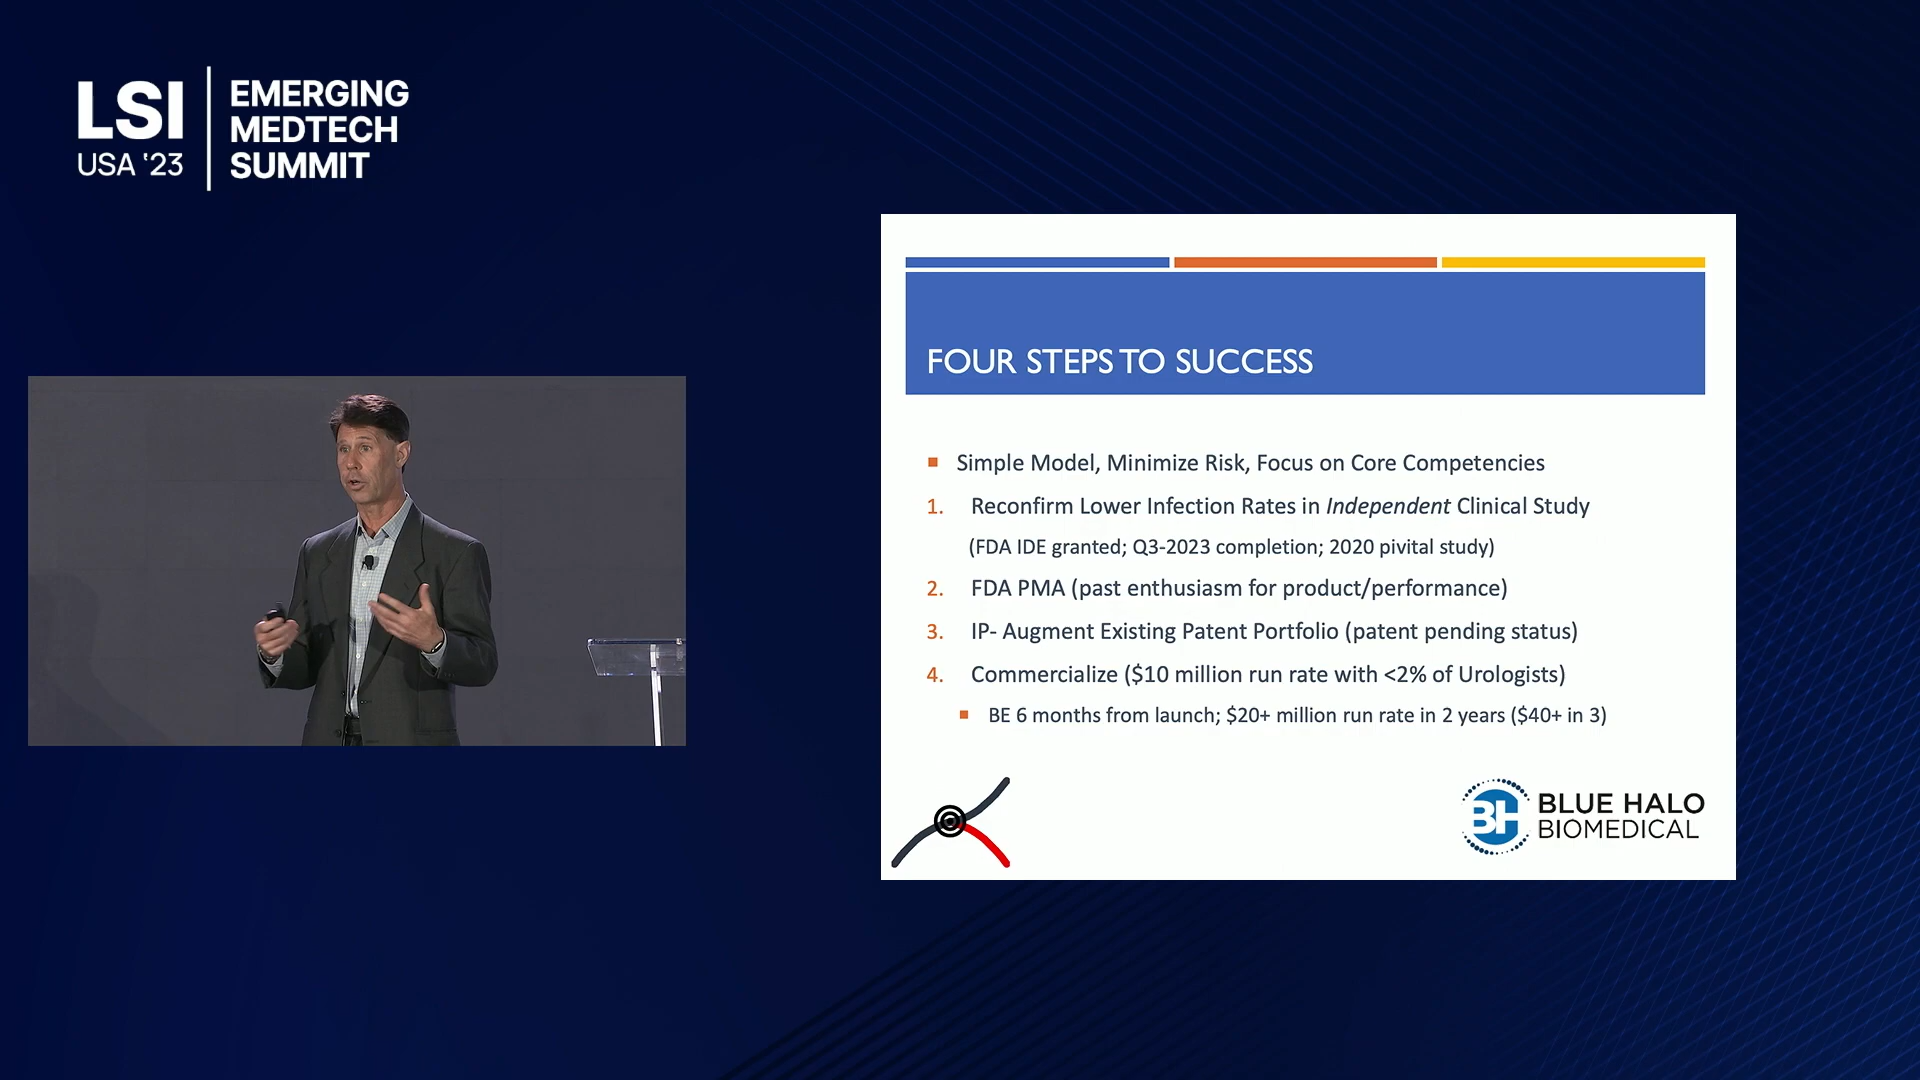 LSI
USA '23
EMERGING
MEDTECH
SUMMIT
FOUR STEPS TO SUCCESS
Simple Model, Minimize Risk, Focus on Core Competencies
1. Reconfirm Lower Infection Rates in Independent Clinical Study
(FDA IDE granted; Q3-2023 completion; 2020 pivital study)
2. FDA PMA (past enthusiasm for product/performance)
3. IP- Augment Existing Patent Portfolio (patent pending status)
4. Commercialize ($10 million run rate with <2% of Urologists)
BE 6 months from launch; $20+ million run rate in 2 years ($40+ in 3)
BH
BLUE HALO
BIOMEDICAL